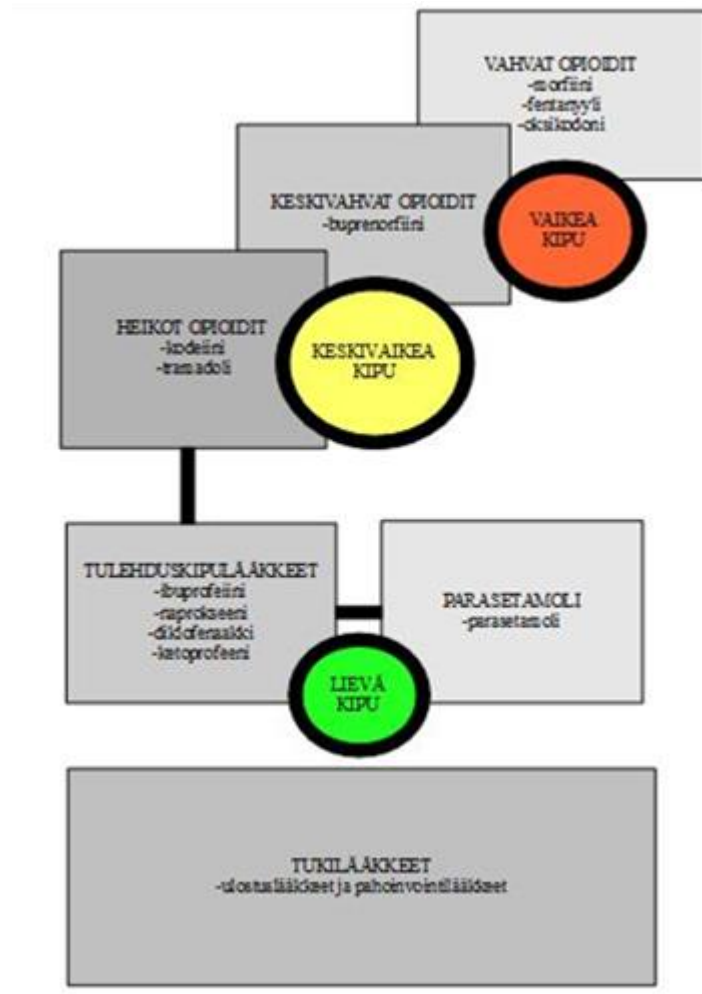 VAHVAT OPIOIDIT
-morfiini
-fentanyyli
-oksikodoni
VAIKEA
KIPU
KESKIVAHVAT OPIOIDIT
-buprenorfiini
HEIKOT OPIOIDIT
-kodeiini
-tramadoli
KESKIVAIKEA
KIPU
TULEHDUSKIPULÄÄKKEET
-ibuprofeiini
-naprokseeni
-diklofenaakki
-ketoprofeeni
PARASETAMOLI
-parasetamoli
LIEVÄ
KIPU
TUKILÄÄKKEET
-ulostuslääkkeet ja pahoinvointilääkkeet